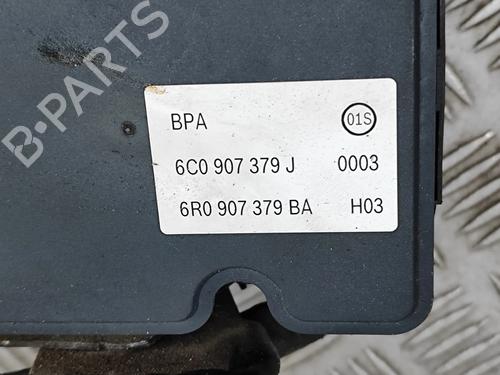 B-PARTS
BPA 01S
6C0 907 379 J 0003
6R0 907 379 BA H03